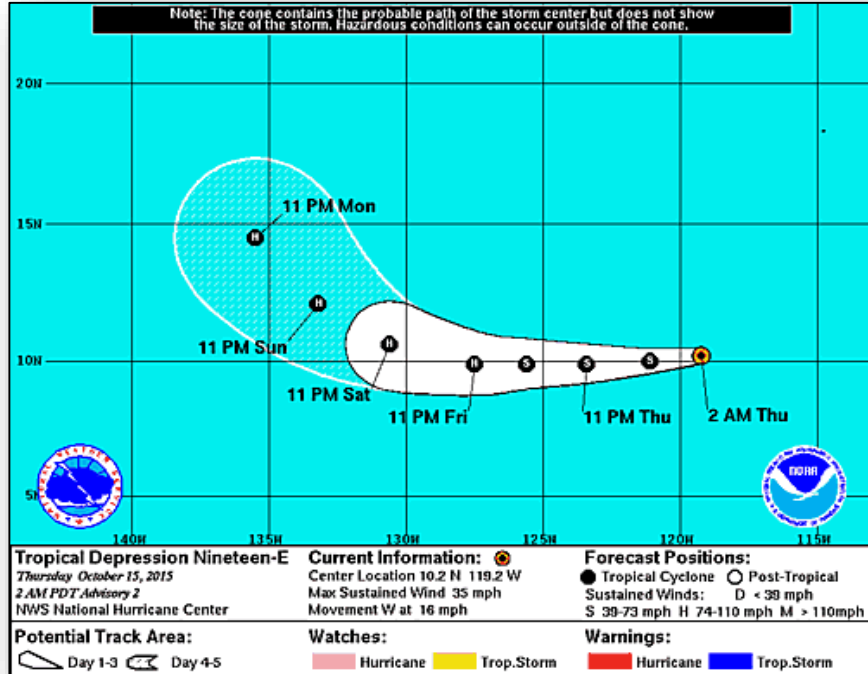 Note: The cone contains the probable path of the storm center but does not show
the size of the storm. Hazardous conditions can occur outside of the cone.
20N
15N
11 PM Mon
11 PM Sun
10N
11 PM Sat
11 PM Fri
11 PM Thu
2 AM Thu
H
H
H
H
S
S
S
NOAA
5N
140W
135W
130W
125W
120W
115W
Tropical Depression Nineteen-E
Thursday October 15, 2015
2 AM PDT Advisory 2
NWS National Hurricane Center
Current Information:
Center Location 10.2 N 119.2 W
Max Sustained Wind 35 mph
Movement W at 16 mph
Forecast Positions:
Tropical Cyclone Post-Tropical
Sustained Winds: D < 39 mph
S 39-73 mph H 74-110 mph M > 110mph
Potential Track Area:
Day 1-3 Day 4-5
Watches:
Hurricane Trop.Storm
Warnings:
Hurricane Trop.Storm